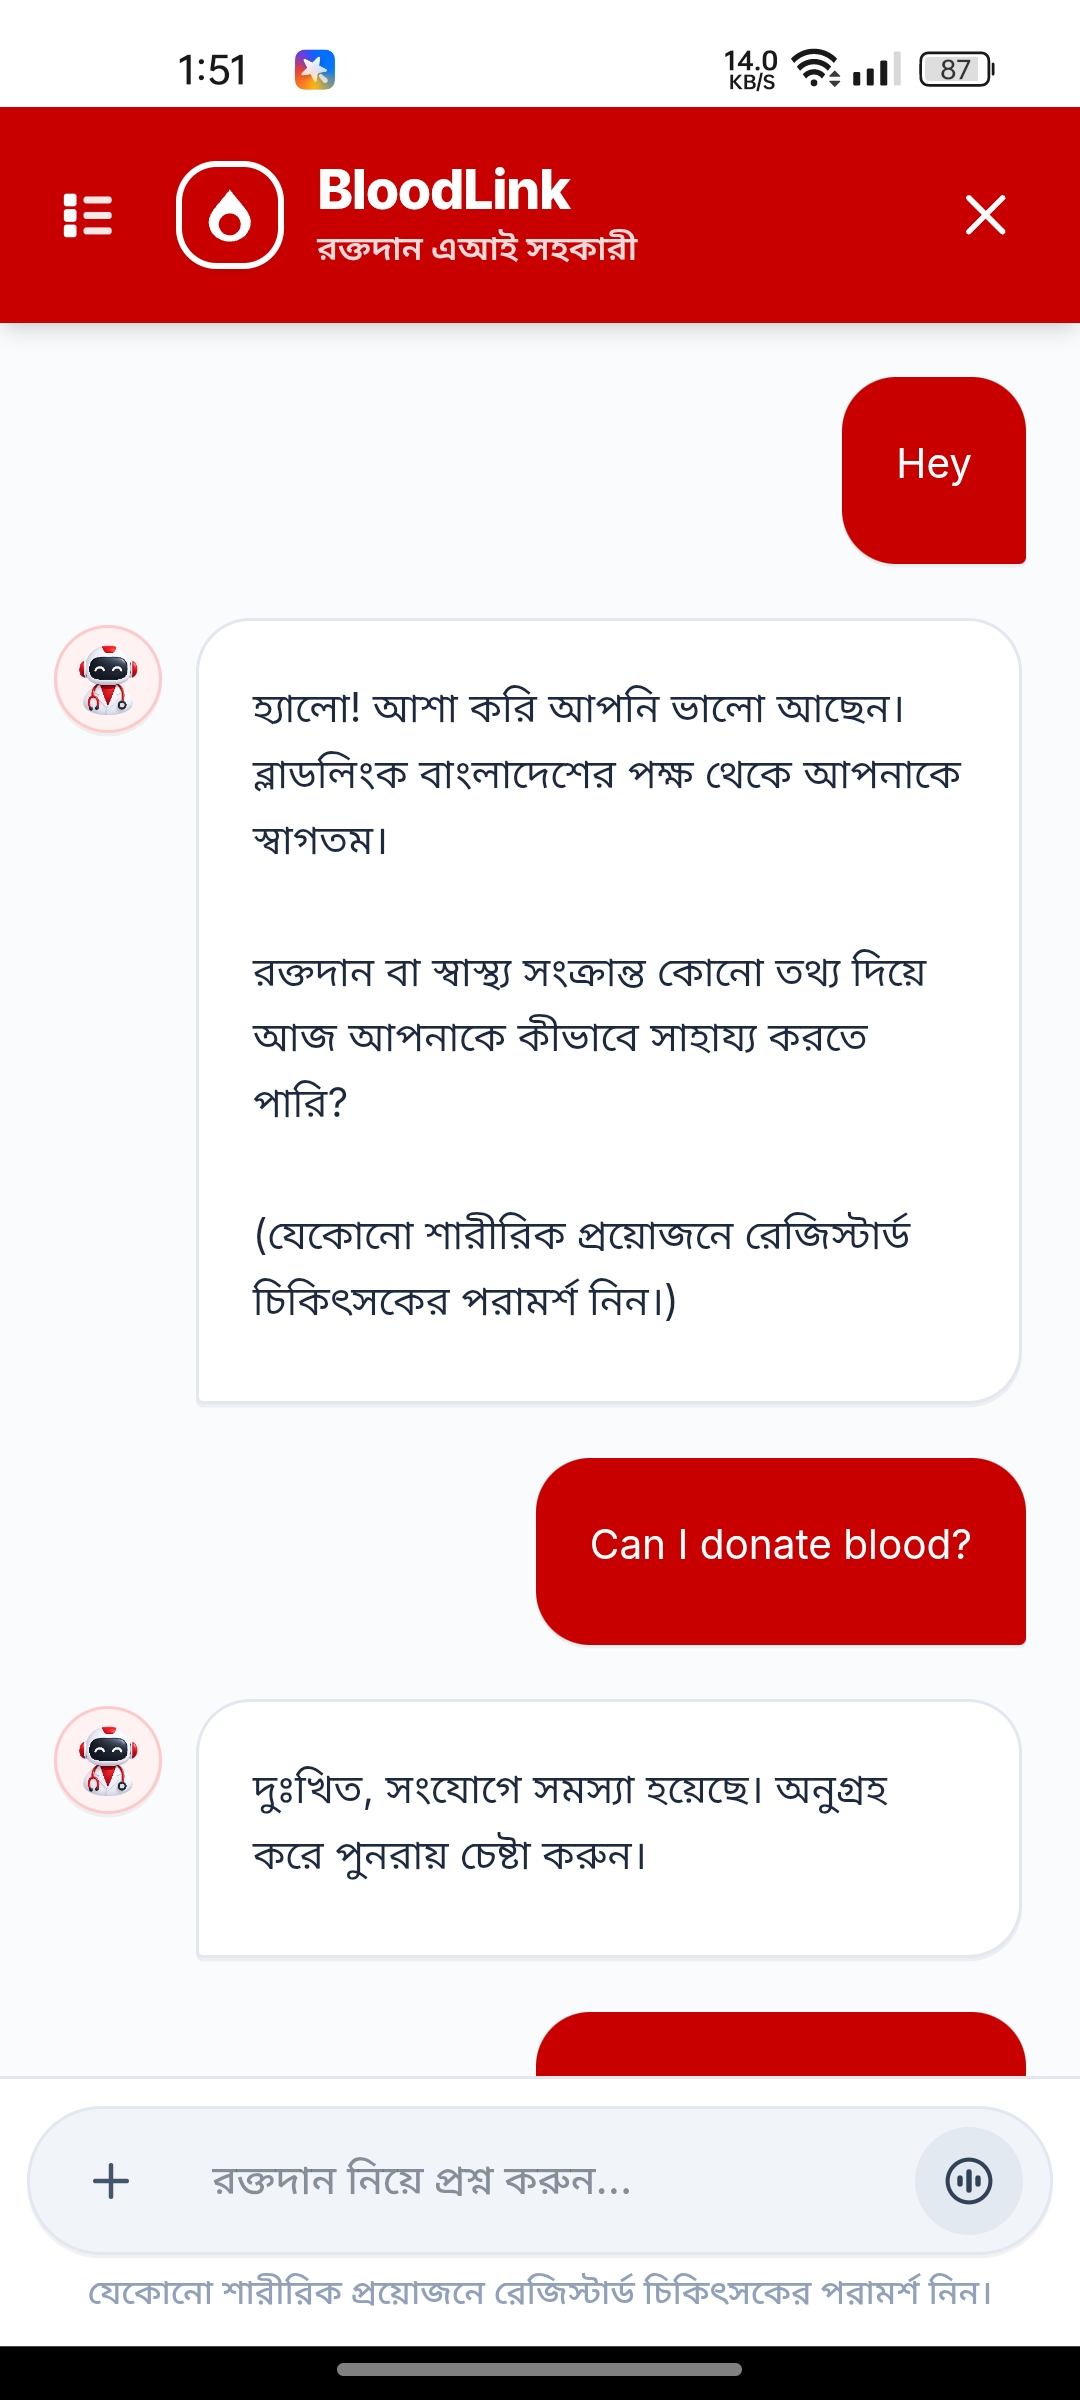 1:51
14.0
KB/S
87
BloodLink
রক্তদান এআই সহকারী
Hey
হ্যালো! আশা করি আপনি ভালো আছেন।
ব্লাডলিংক বাংলাদেশের পক্ষ থেকে আপনাকে
স্বাগতম।
রক্তদান বা স্বাস্থ্য সংক্রান্ত কোনো তথ্য দিয়ে
আজ আপনাকে কীভাবে সাহায্য করতে
পারি?
(যেকোনো শারীরিক প্রয়োজনে রেজিস্টার্ড
চিকিৎসকের পরামর্শ নিন।)
Can I donate blood?
দুঃখিত, সংযোগে সমস্যা হয়েছে। অনুগ্রহ
করে পুনরায় চেষ্টা করুন।
রক্তদান নিয়ে প্রশ্ন করুন...
যেকোনো শারীরিক প্রয়োজনে রেজিস্টার্ড চিকিৎসকের পরামর্শ নিন।